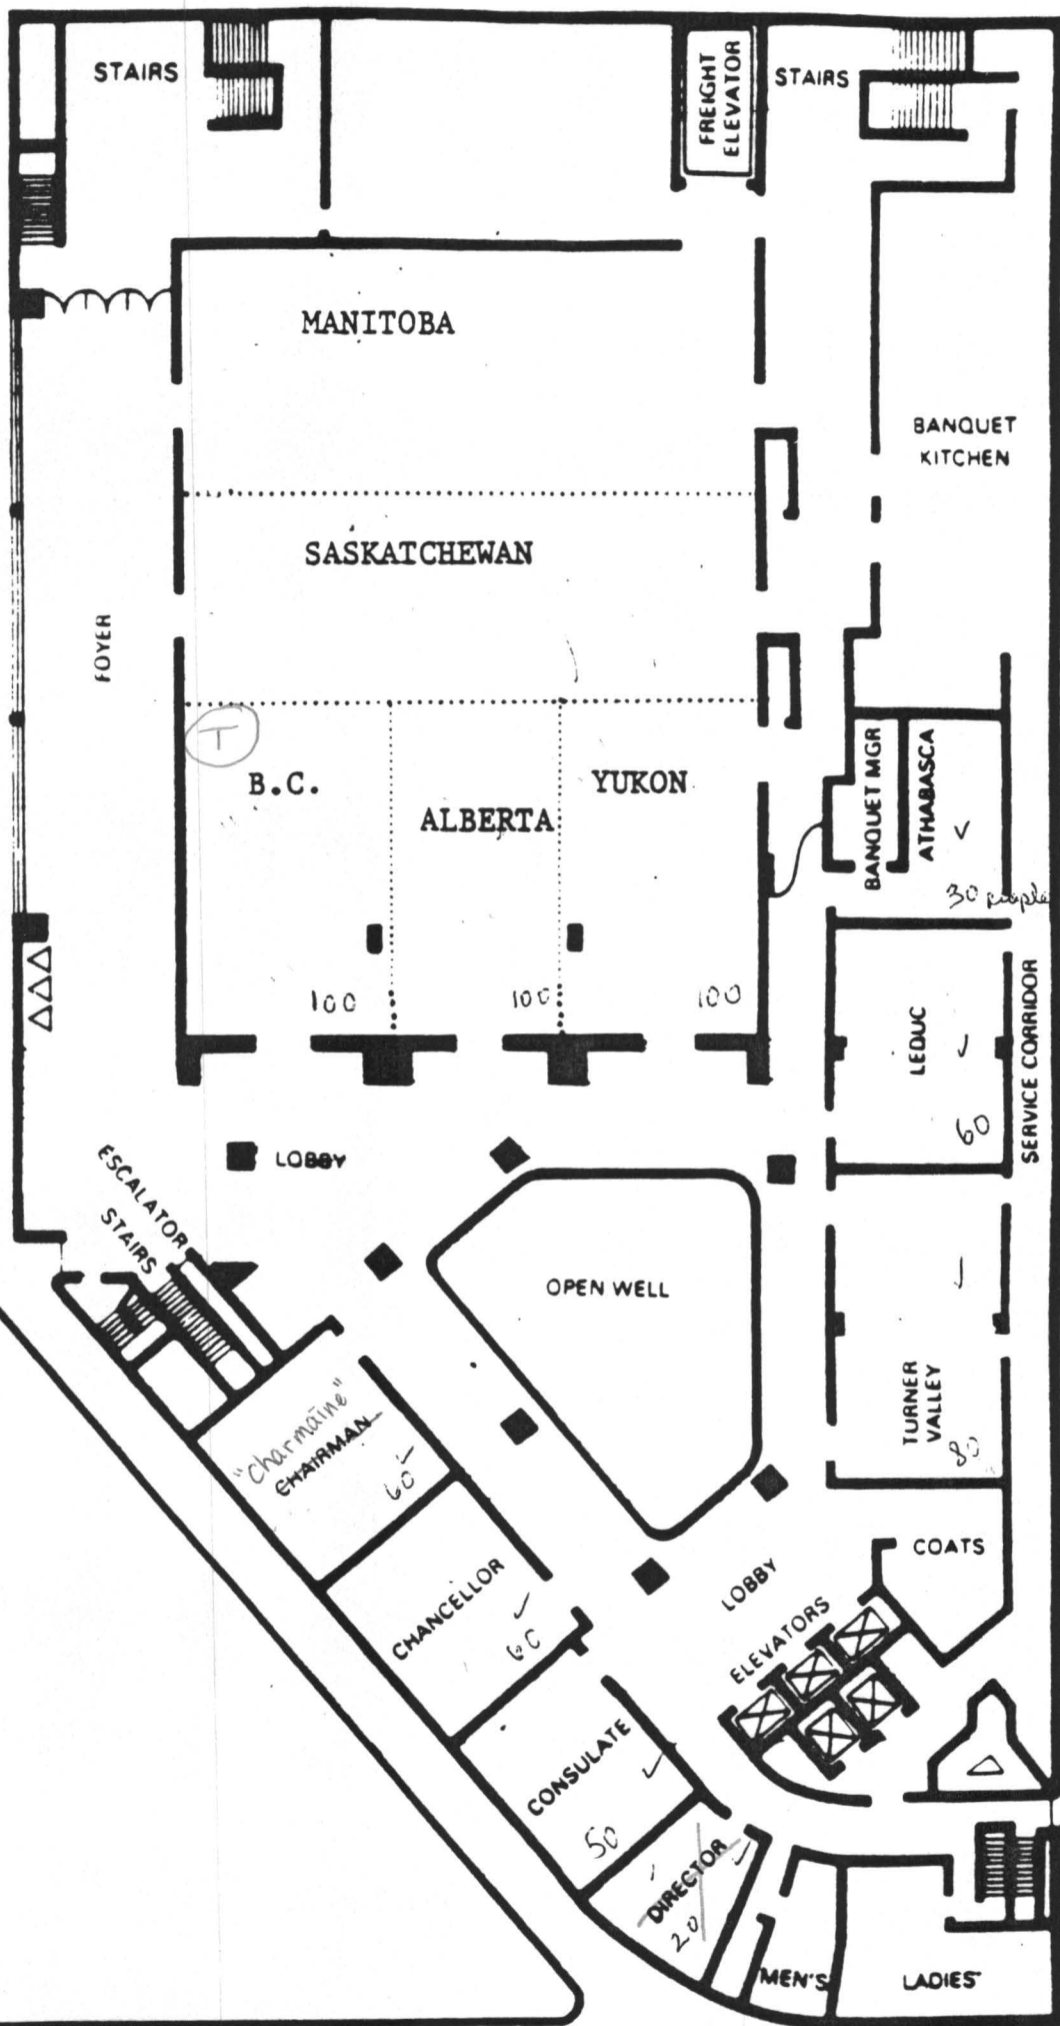 STAIRS
FREIGHT
ELEVATOR
STAIRS
MANITOBA
BANQUET
KITCHEN
SASKATCHEWAN
FOYER
T
B.C.
ALBERTA
YUKON
BANQUET MGR
ATHABASCA
30 people
100
100
100
LEDUC
60
SERVICE CORRIDOR
LOBBY
ESCALATOR
STAIRS
OPEN WELL
TURNER
VALLEY
80
"Charmaine"
CHAIRMAN
60
COATS
CHANCELLOR
60
LOBBY
ELEVATORS
CONSULATE
50
DIRECTOR
20
MEN'S
LADIES'